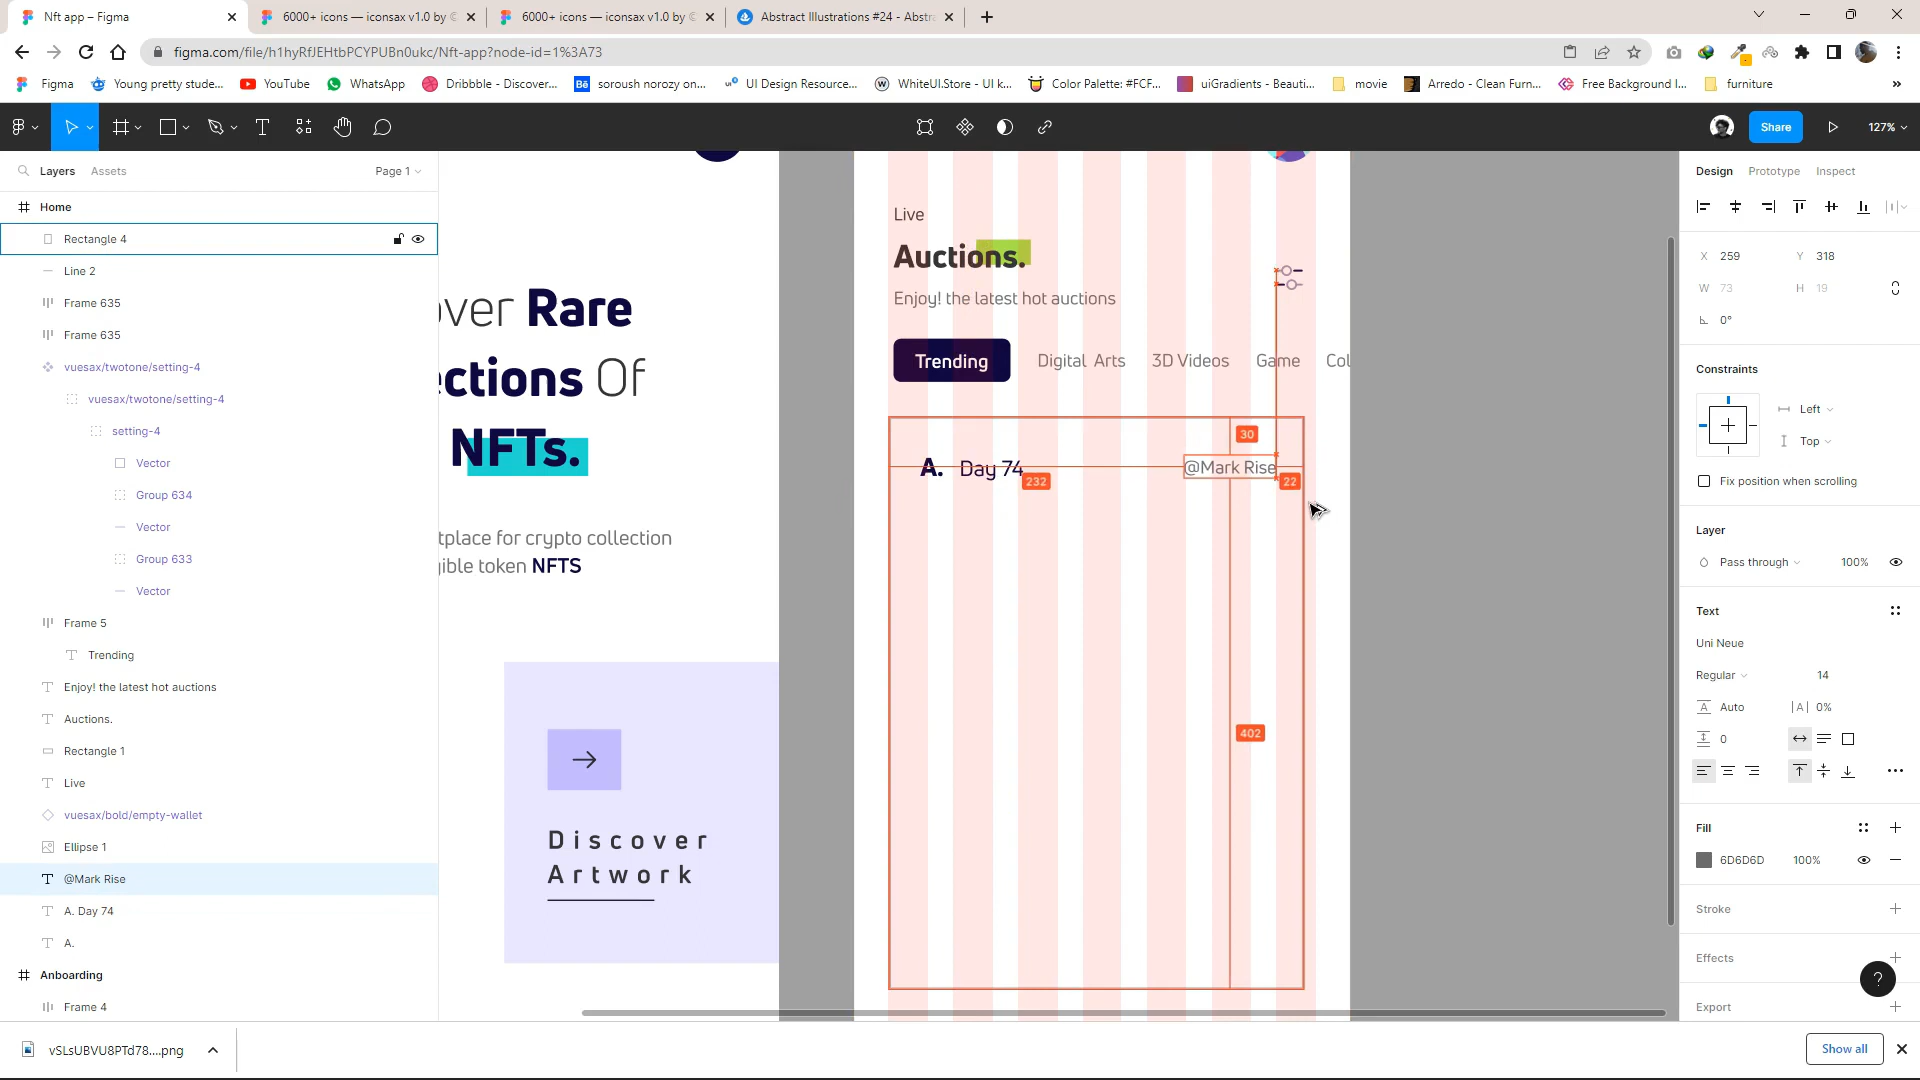 Nft app – Figma
6000+ icons — iconsax v1.0 by
6000+ icons — iconsax v1.0 by
Abstract Illustrations #24 - Abstr
figma.com/file/h1hyRfJEHtbPCYPUBn0ukc/Nft-app?node-id=1%3A73
Figma
Young pretty stude...
YouTube
WhatsApp
Dribbble - Discover...
Bē
soroush norozy on...
UI Design Resource...
WhiteUI.Store - UI k...
Color Palette: #FCF...
uiGradients - Beauti...
movie
Arredo - Clean Furn...
Free Background I...
furniture
Share
127%
Layers
Assets
Page 1
Home
Rectangle 4
Line 2
Frame 635
Frame 635
vuesax/twotone/setting-4
vuesax/twotone/setting-4
setting-4
Vector
Group 634
Vector
Group 633
Vector
Frame 5
Trending
Enjoy! the latest hot auctions
Auctions.
Rectangle 1
Live
vuesax/bold/empty-wallet
Ellipse 1
@Mark Rise
A. Day 74
A.
Anboarding
Frame 4
over Rare
ections Of
NFTs.
tplace for crypto collection
gible token NFTS
Discover
Artwork
Live
Auctions.
Enjoy! the latest hot auctions
Trending
Digital Arts
3D Videos
Game
Col
30
A. Day 74
@Mark Rise
232
22
402
Design
Prototype
Inspect
X 259
Y 318
W 73
H 19
0°
Constraints
Left
Top
Fix position when scrolling
Layer
Pass through
100%
Text
Uni Neue
Regular
14
Auto
|A| 0%
0
Fill
6D6D6D
100%
Stroke
Effects
?
Export
vSLsUBVU8PTd78....png
Show all